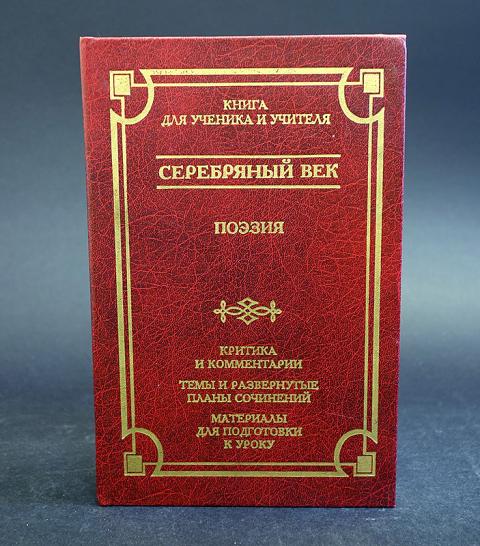 КНИГА
ДЛЯ УЧЕНИКА И УЧИТЕЛЯ
СЕРЕБРЯНЫЙ ВЕК
ПОЭЗИЯ
КРИТИКА
И КОММЕНТАРИИ
ТЕМЫ И РАЗВЕРНУТЫЕ
ПЛАНЫ СОЧИНЕНИЙ
МАТЕРИАЛЫ
ДЛЯ ПОДГОТОВКИ
К УРОКУ